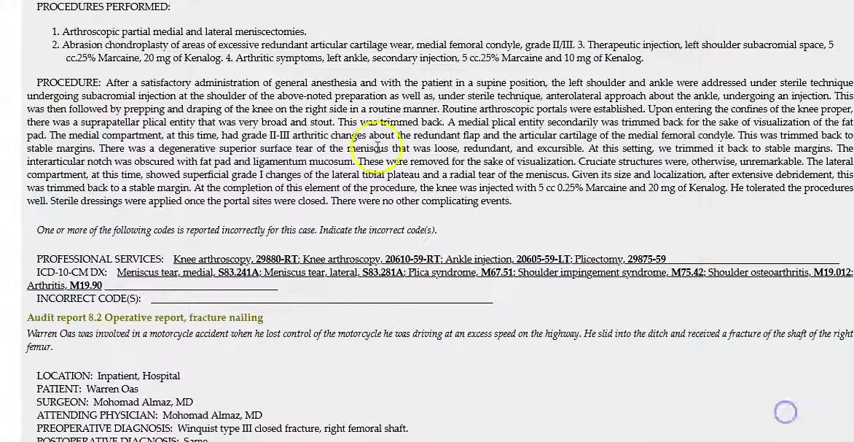 PROCEDURES PERFORMED:
1. Arthroscopic partial medial and lateral meniscectomies.
2. Abrasion chondroplasty of areas of excessive redundant articular cartilage wear, medial femoral condyle, grade II/III. 3. Therapeutic injection, left shoulder subacromial space, 5
cc.25% Marcaine, 20 mg of Kenalog. 4. Arthritic symptoms, left ankle, secondary injection, 5 cc.25% Marcaine and 10 mg of Kenalog.
PROCEDURE: After a satisfactory administration of general anesthesia and with the patient in a supine position, the left shoulder and ankle were addressed under sterile technique
undergoing subacromial injection at the shoulder of the above-noted preparation as well as, under sterile technique, anterolateral approach about the ankle, undergoing an injection. This
was then followed by prepping and draping of the knee on the right side in a routine manner. Routine arthroscopic portals were established. Upon entering the confines of the knee proper,
there was a suprapatellar plical entity that was very broad and stout. This was trimmed back. A medial plical entity secondarily was trimmed back for the sake of visualization of the fat
pad. The medial compartment, at this time, had grade II-III arthritic changes about the redundant flap and the articular cartilage of the medial femoral condyle. This was trimmed back to
stable margins. There was a degenerative superior surface tear of the meniscus that was loose, redundant, and excursible. At this setting, we trimmed it back to stable margins. The
interarticular notch was obscured with fat pad and ligamentum mucosum. These were removed for the sake of visualization. Cruciate structures were, otherwise, unremarkable. The lateral
compartment, at this time, showed superficial grade I changes of the lateral tibial plateau and a radial tear of the meniscus. Given its size and localization, after extensive debridement, this
was trimmed back to a stable margin. At the completion of this element of the procedure, the knee was injected with 5 cc 0.25% Marcaine and 20 mg of Kenalog. He tolerated the procedures
well. Sterile dressings were applied once the portal sites were closed. There were no other complicating events.
One or more of the following codes is reported incorrectly for this case. Indicate the incorrect code(s).
PROFESSIONAL SERVICES: Knee arthroscopy, 29880-RT; Knee arthroscopy, 20610-59-RT; Ankle injection, 20605-59-LT; Plicectomy, 29875-59
ICD-10-CM DX: Meniscus tear, medial, S83.241A; Meniscus tear, lateral, S83.281A; Plica syndrome, M67.51; Shoulder impingement syndrome, M75.42; Shoulder osteoarthritis, M19.012;
Arthritis, M19.90
INCORRECT CODE(S):
Audit report 8.2 Operative report, fracture nailing
Warren Oas was involved in a motorcycle accident when he lost control of the motorcycle he was driving at an excess speed on the highway. He slid into the ditch and received a fracture of the shaft of the right
femur.
LOCATION: Inpatient, Hospital
PATIENT: Warren Oas
SURGEON: Mohomad Almaz, MD
ATTENDING PHYSICIAN: Mohomad Almaz, MD
PREOPERATIVE DIAGNOSIS: Winquist type III closed fracture, right femoral shaft.
POSTOPERATIVE DIAGNOSIS: Same